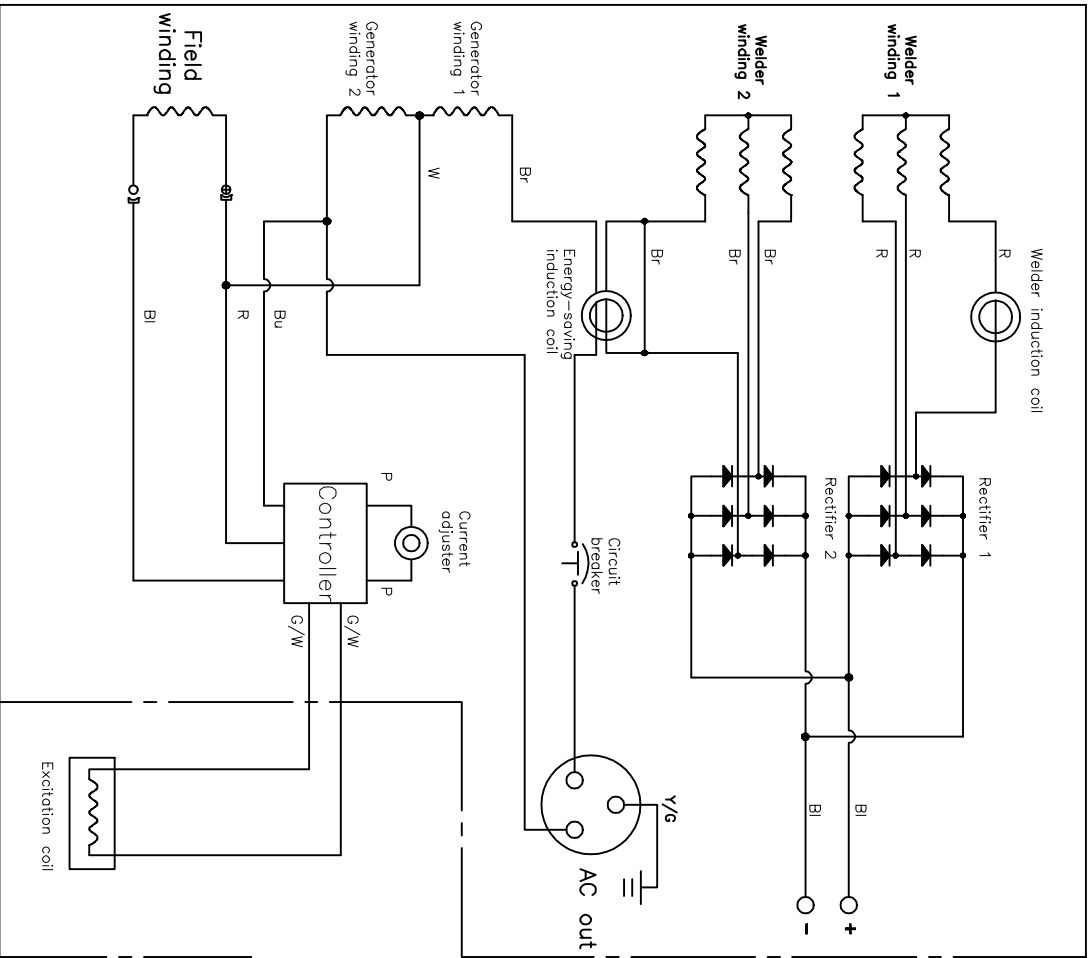 Welder induction coil
Welder
winding 1
R
R
R
Rectifier 1
Bl
+
Welder
winding 2
Br
Br
Br
Rectifier 2
Bl
-
Energy-saving
induction coil
Circuit
breaker
Y/G
AC out
Generator
winding 1
Br
Generator
winding 2
W
Current
adjuster
P
P
Controller
G/W
G/W
Field
winding
Bu
R
Bl
Excitation coil